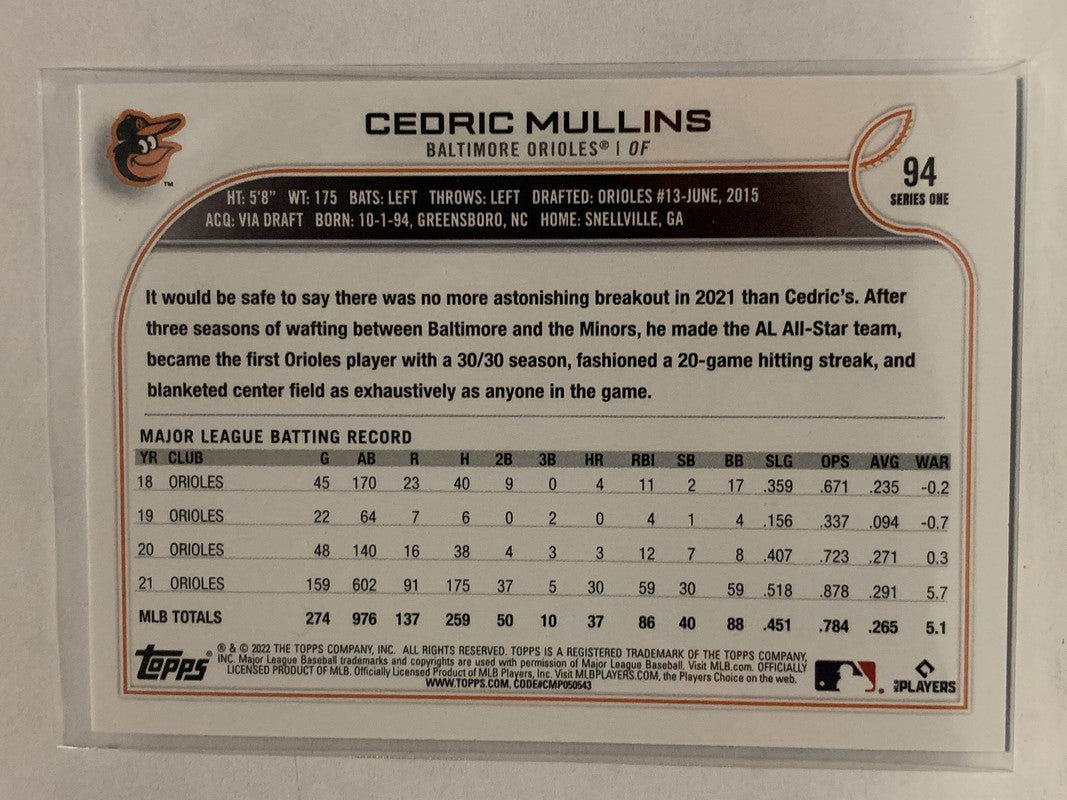 CEDRIC MULLINS
BALTIMORE ORIOLES® | OF
94
SERIES ONE
™
HT: 5'8" WT: 175 BATS: LEFT THROWS: LEFT DRAFTED: ORIOLES #13-JUNE, 2015
ACQ: VIA DRAFT BORN: 10-1-94, GREENSBORO, NC HOME: SNELLVILLE, GA
It would be safe to say there was no more astonishing breakout in 2021 than Cedric's. After
three seasons of wafting between Baltimore and the Minors, he made the AL All-Star team,
became the first Orioles player with a 30/30 season, fashioned a 20-game hitting streak, and
blanketed center field as exhaustively as anyone in the game.
MAJOR LEAGUE BATTING RECORD
YR CLUB G AB R H 2B 3B HR RBI SB BB SLG OPS AVG WAR
18 ORIOLES 45 170 23 40 9 0 4 11 2 17 .359 .671 .235 -0.2
19 ORIOLES 22 64 7 6 0 2 0 4 1 4 .156 .337 .094 -0.7
20 ORIOLES 48 140 16 38 4 3 3 12 7 8 .407 .723 .271 0.3
21 ORIOLES 159 602 91 175 37 5 30 59 30 59 .518 .878 .291 5.7
MLB TOTALS 274 976 137 259 50 10 37 86 40 88 .451 .784 .265 5.1
Topps®
® & © 2022 THE TOPPS COMPANY, INC. ALL RIGHTS RESERVED. TOPPS IS A REGISTERED TRADEMARK OF THE TOPPS COMPANY,
INC. Major League Baseball trademarks and copyrights are used with permission of Major League Baseball. Visit MLB.com. OFFICIALLY
LICENSED PRODUCT OF MLB. Officially Licensed Product of MLB Players, Inc. Visit MLBPLAYERS.COM, the Players Choice on the web.
WWW.TOPPS.COM. CODE#CMP050543
MLB PLAYERS